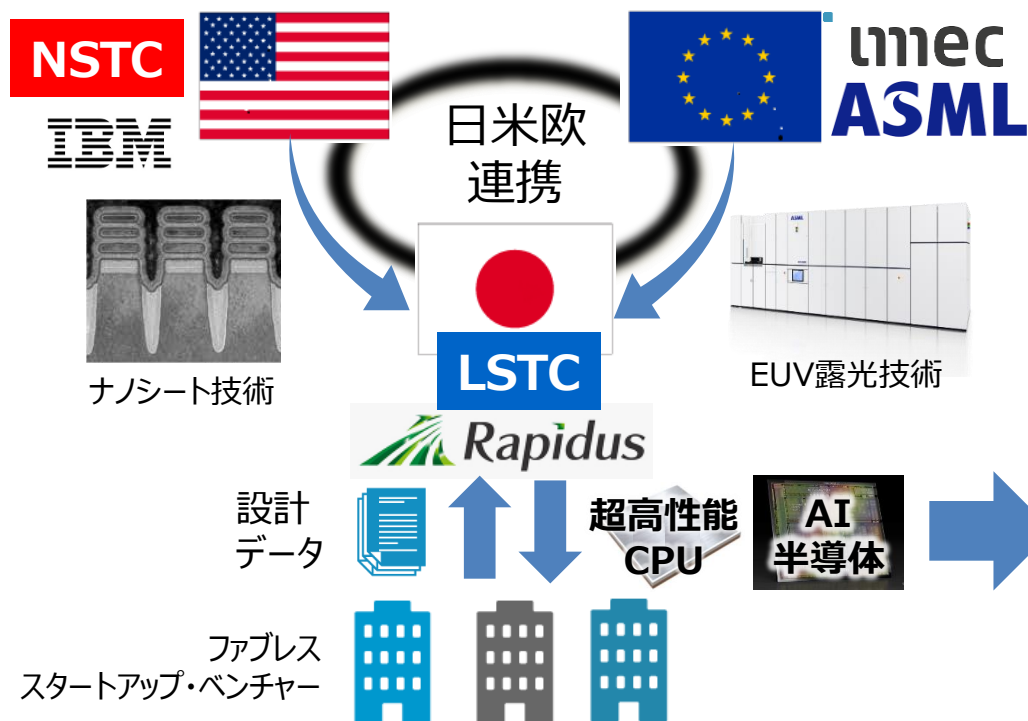 NSTC
IBM
imec
ASML
日米欧
連携
ASML
ナノシート技術
EUV露光技術
LSTC
Rapidus
設計
データ
超高性能
CPU
AI
半導体
ファブレス
スタートアップ・ベンチャー